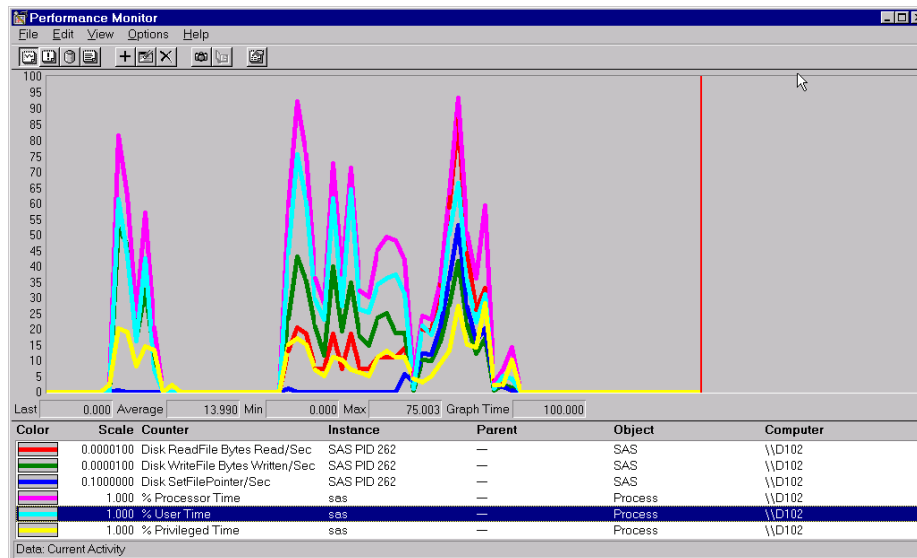 Performance Monitor
File Edit View Options Help
100
95
90
85
80
75
70
65
60
55
50
45
40
35
30
25
20
15
10
5
0
Last 0.000 Average 13.990 Min 0.000 Max 75.003 Graph Time 100.000
Color Scale Counter Instance Parent Object Computer
0.0000100 Disk ReadFile Bytes Read/Sec SAS PID 262 — SAS \\D102
0.0000100 Disk WriteFile Bytes Written/Sec SAS PID 262 — SAS \\D102
0.1000000 Disk SetFilePointer/Sec SAS PID 262 — SAS \\D102
1.000 % Processor Time sas — Process \\D102
1.000 % User Time sas — Process \\D102
1.000 % Privileged Time sas — Process \\D102
Data: Current Activity